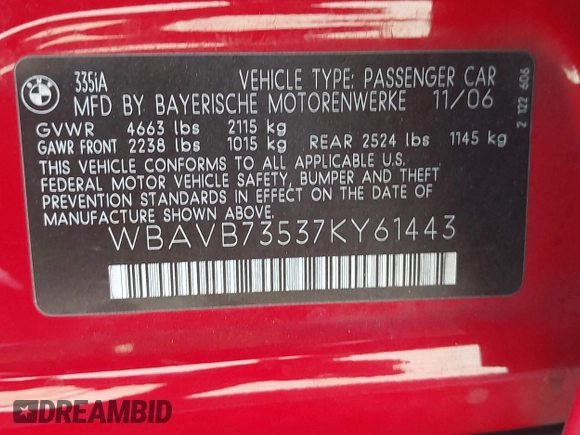 BMW 335iA VEHICLE TYPE: PASSENGER CAR
MFD BY BAYERISCHE MOTORENWERKE 11/06
GVWR 4663 lbs 2115 kg
GAWR FRONT 2238 lbs 1015 kg REAR 2524 lbs 1145 kg
THIS VEHICLE CONFORMS TO ALL APPLICABLE U.S.
FEDERAL MOTOR VEHICLE SAFETY, BUMPER AND THEFT
PREVENTION STANDARDS IN EFFECT ON THE DATE OF
MANUFACTURE SHOWN ABOVE.
WBAVB73537KY61443
2 122 606
DREAMBID